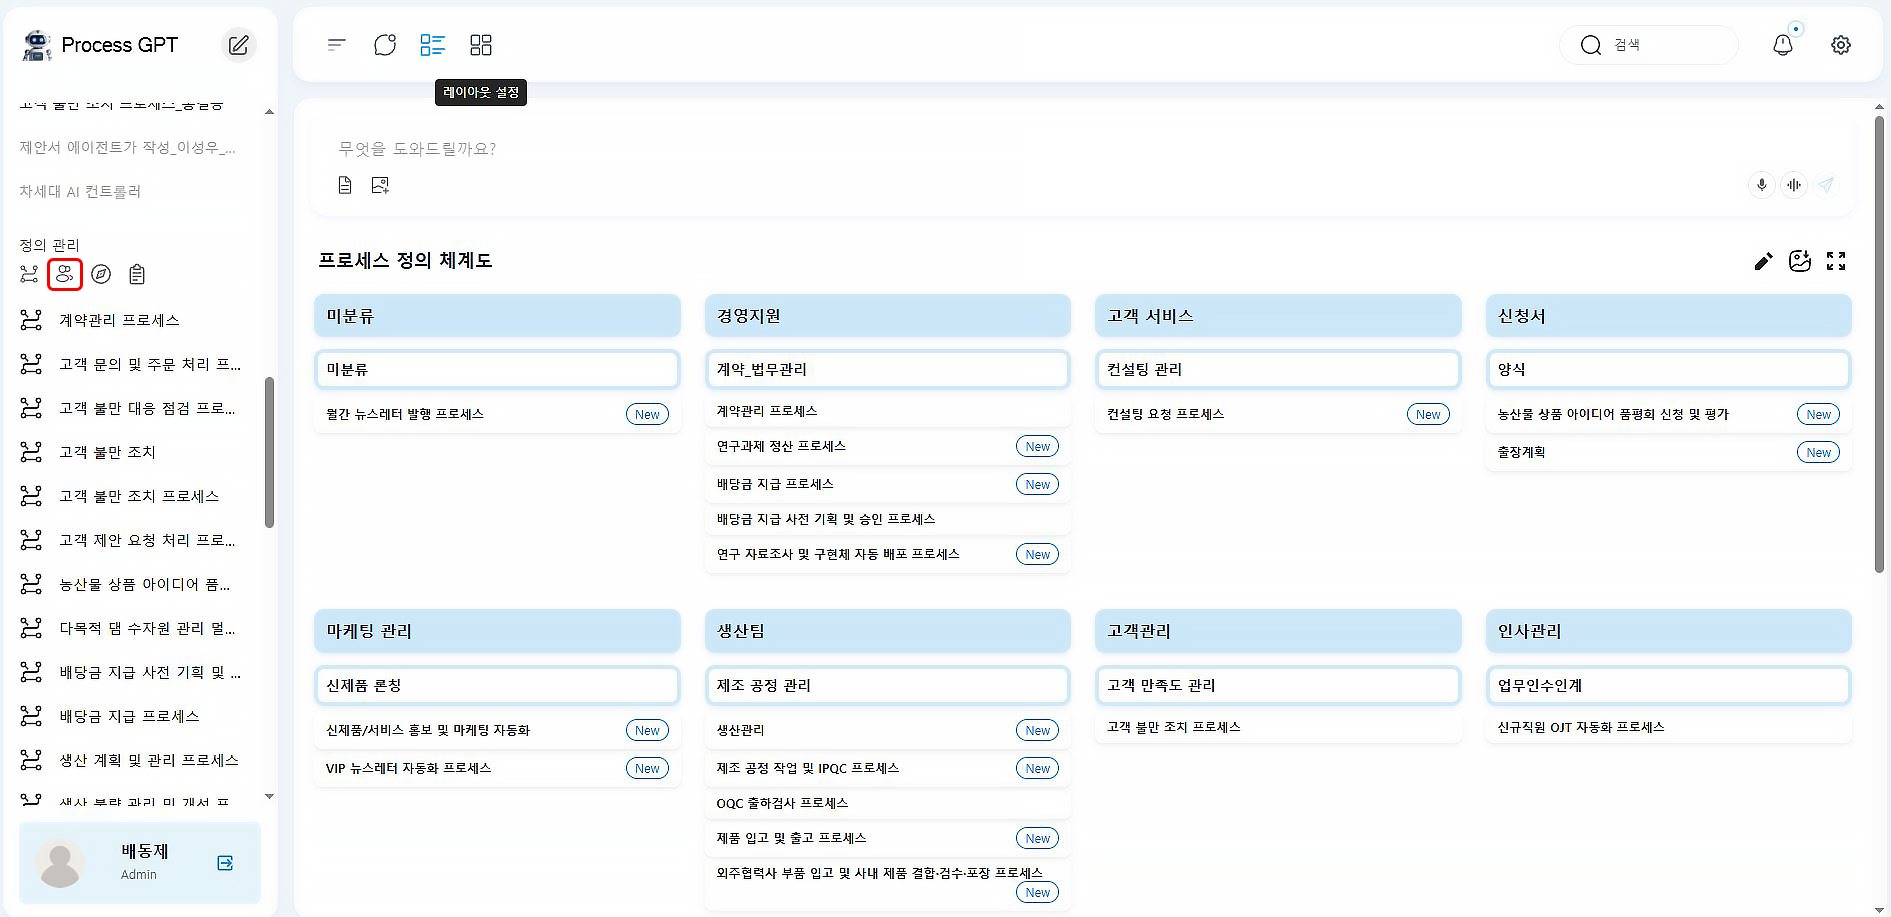 Process GPT
고객 불만 조치 프로세스_홍길동
제안서 에이전트가 작성_이성우_...
차세대 AI 컨트롤러
정의 관리
계약관리 프로세스
고객 문의 및 주문 처리 프...
고객 불만 대응 점검 프로...
고객 불만 조치
고객 불만 조치 프로세스
고객 제안 요청 처리 프로...
농산물 상품 아이디어 품...
다목적 댐 수자원 관리 멀...
배당금 지급 사전 기획 및 ...
배당금 지급 프로세스
생산 계획 및 관리 프로세스
생산 불량 관리 및 개선 프
배동제
Admin
검색
레이아웃 설정
무엇을 도와드릴까요?
프로세스 정의 체계도
미분류
미분류
월간 뉴스레터 발행 프로세스 New
경영지원
계약_법무관리
계약관리 프로세스
연구과제 정산 프로세스 New
배당금 지급 프로세스 New
배당금 지급 사전 기획 및 승인 프로세스
연구 자료조사 및 구현체 자동 배포 프로세스 New
고객 서비스
컨설팅 관리
컨설팅 요청 프로세스 New
신청서
양식
농산물 상품 아이디어 품평회 신청 및 평가 New
출장계획 New
마케팅 관리
신제품 론칭
신제품/서비스 홍보 및 마케팅 자동화 New
VIP 뉴스레터 자동화 프로세스 New
생산팀
제조 공정 관리
생산관리 New
제조 공정 작업 및 IPQC 프로세스 New
OQC 출하검사 프로세스
제품 입고 및 출고 프로세스 New
외주협력사 부품 입고 및 사내 제품 결합·검수·포장 프로세스
New
고객관리
고객 만족도 관리
고객 불만 조치 프로세스
인사관리
업무인수인계
신규직원 OJT 자동화 프로세스